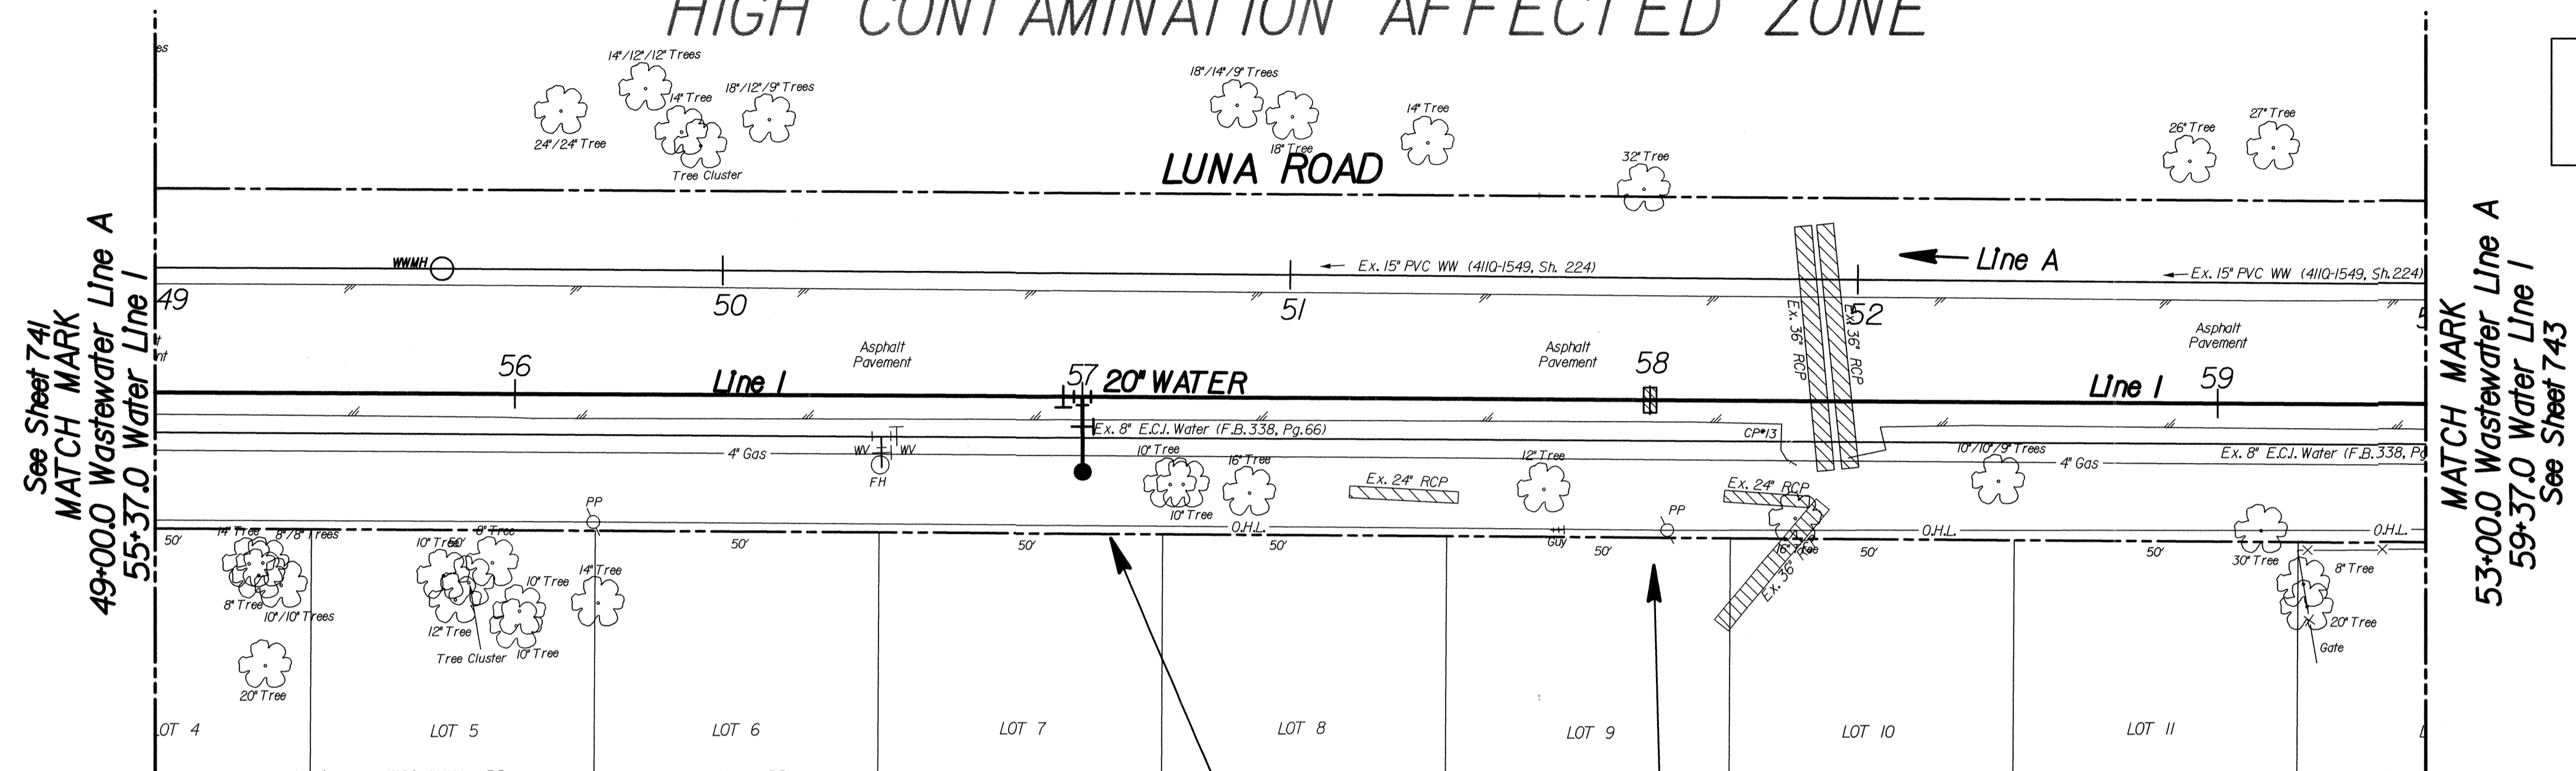 HIGH CONTAMINATION AFFECTED ZONE
es
14"/12"/12" Trees
14" Tree
18"/12"/9" Trees
24"/24" Tree
Tree Cluster
18"/14"/9" Trees
18" Tree
14" Tree
32" Tree
26" Tree
27" Tree
LUNA ROAD
WWMH
Ex. 15" PVC WW (411Q-1549, Sh. 224)
Line A
Ex. 15" PVC WW (411Q-1549, Sh. 224)
49
50
51
52
See Sheet 741
MATCH MARK
49+00.0 Wastewater Line A
55+37.0 Water Line 1
Ex. 36" RCP
Ex. 36" RCP
Asphalt
Pavement
Asphalt
Pavement
Asphalt
Pavement
t
nt
56
Line 1
57
20" WATER
58
Line 1
59
Ex. 8" E.C.I. Water (F.B.338, Pg.66)
CP#13
4" Gas
WV
WV
FH
10" Tree
16" Tree
10" Tree
Ex. 24" RCP
12" Tree
Ex. 24" RCP
10"/10"/9" Trees
4" Gas
Ex. 8" E.C.I. Water (F.B.338, Pg
PP
O.H.L.
Guy
PP
16" Tree
Ex. 36"
O.H.L.
O.H.L.
50'
50'
50'
50'
50'
50'
50'
50'
14" Tree
8"/8" Trees
8" Tree
10"/10" Trees
20" Tree
10" Tree
8" Tree
10" Tree
14" Tree
12" Tree
Tree Cluster
10" Tree
30" Tree
8" Tree
20" Tree
Gate
LOT 4
LOT 5
LOT 6
LOT 7
LOT 8
LOT 9
LOT 10
LOT 11
MATCH MARK
53+00.0 Wastewater Line A
59+37.0 Water Line 1
See Sheet 743